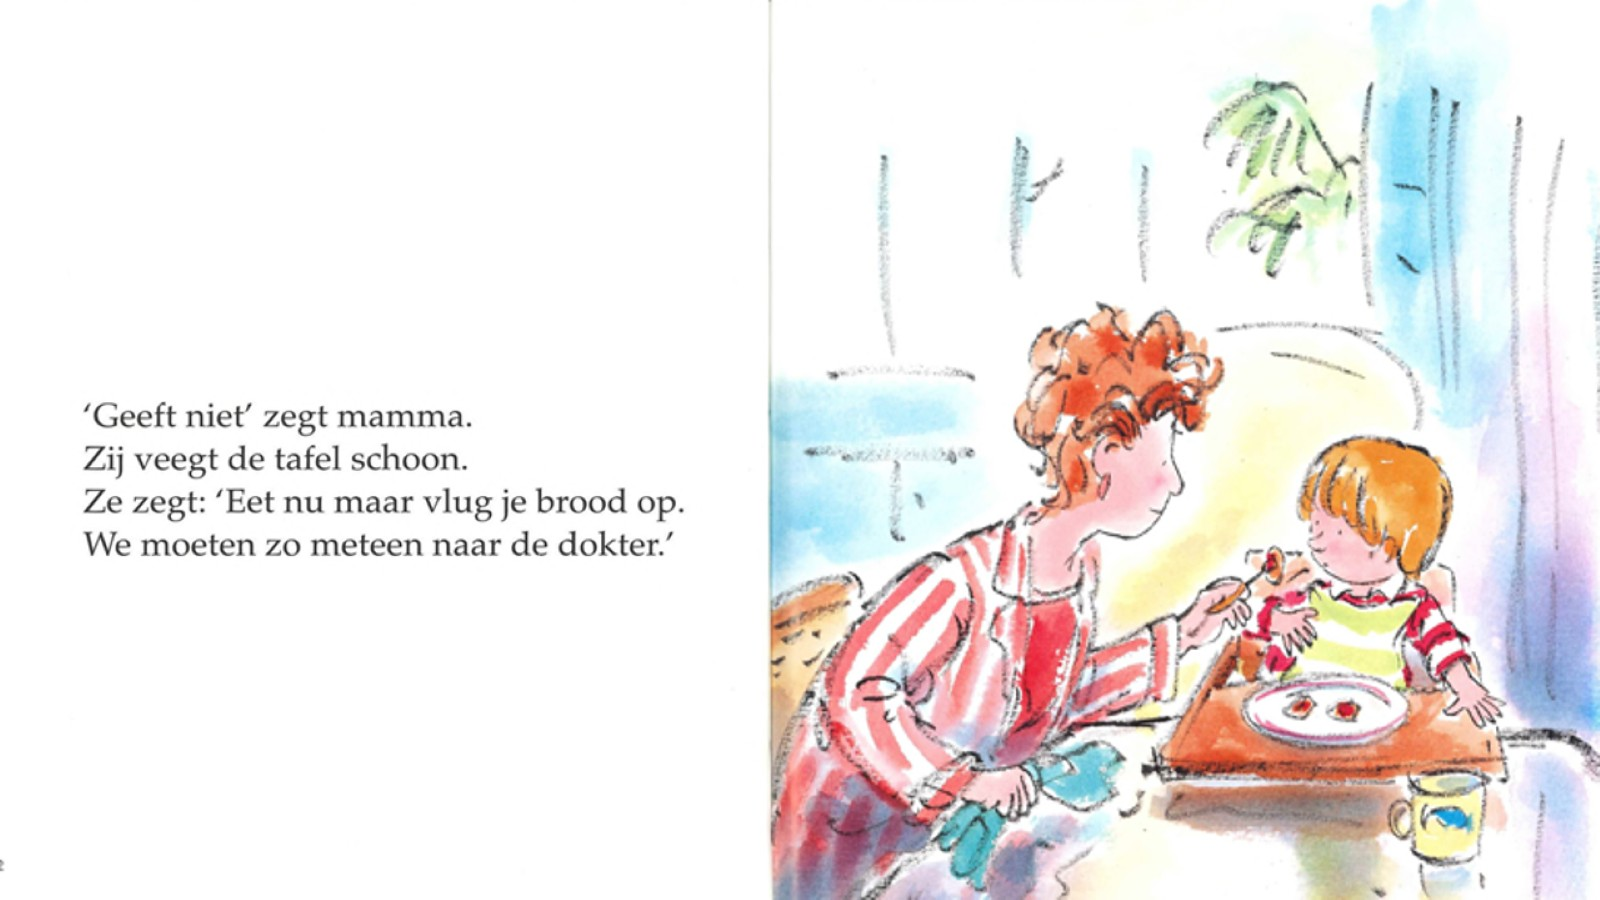 ‘Geeft niet’ zegt mamma.
Zij veegt de tafel schoon.
Ze zegt: ‘Eet nu maar vlug je brood op.
We moeten zo meteen naar de dokter.’